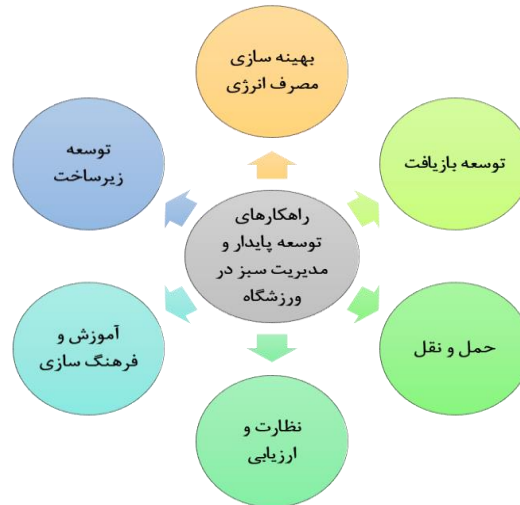 بهینه سازی
مصرف انرژی
توسعه بازیافت
حمل و نقل
نظارت و
ارزیابی
آموزش و
فرهنگ سازی
توسعه
زیرساخت
راهکارهای
توسعه پایدار و
مدیریت سبز در
ورزشگاه